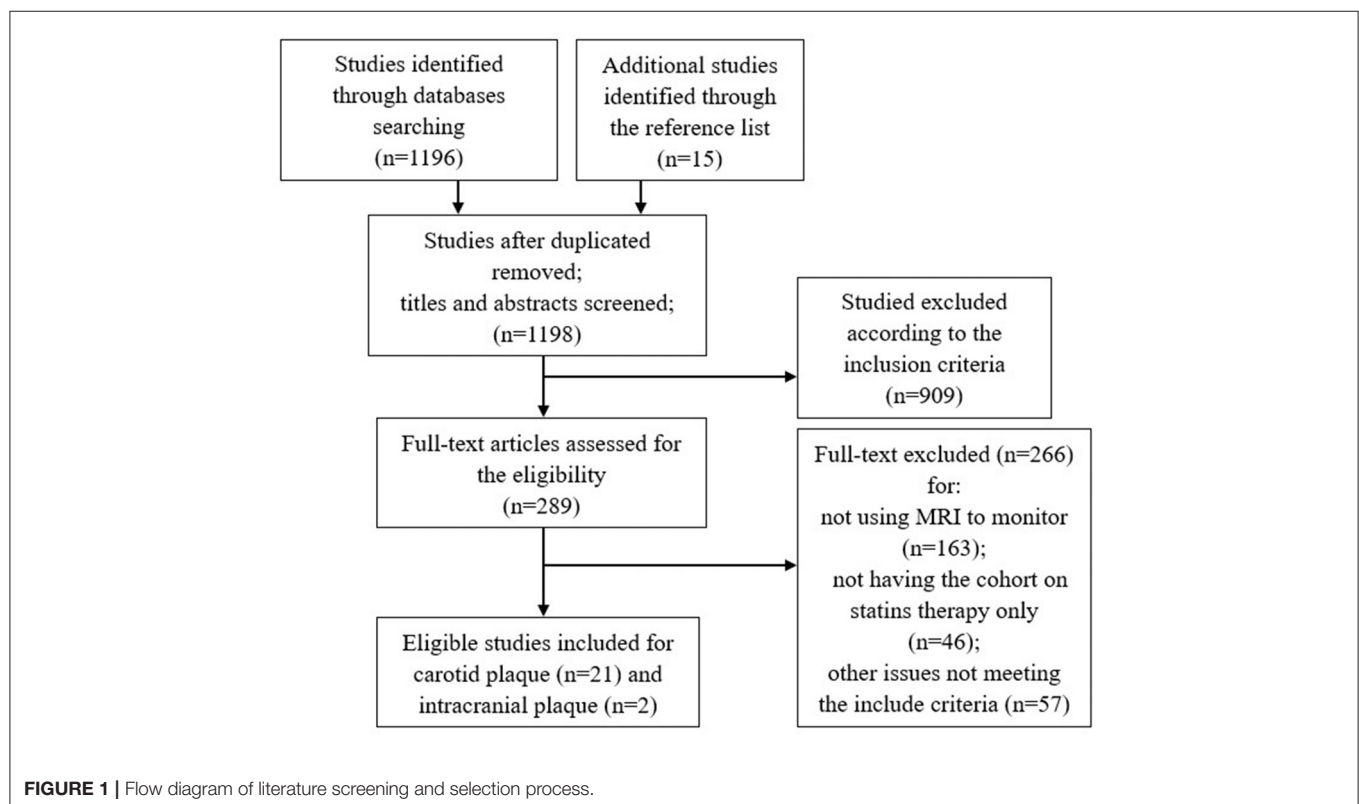 Studies identified
through databases
searching
(n=1196)
Additional studies
identified through
the reference list
(n=15)
Studies after duplicated
removed;
titles and abstracts screened;
(n=1198)
Studied excluded
according to the
inclusion criteria
(n=909)
Full-text articles assessed for
the eligibility
(n=289)
Full-text excluded (n=266)
for:
not using MRI to monitor
(n=163);
not having the cohort on
statins therapy only
(n=46);
other issues not meeting
the include criteria (n=57)
Eligible studies included for
carotid plaque (n=21) and
intracranial plaque (n=2)
FIGURE 1 | Flow diagram of literature screening and selection process.